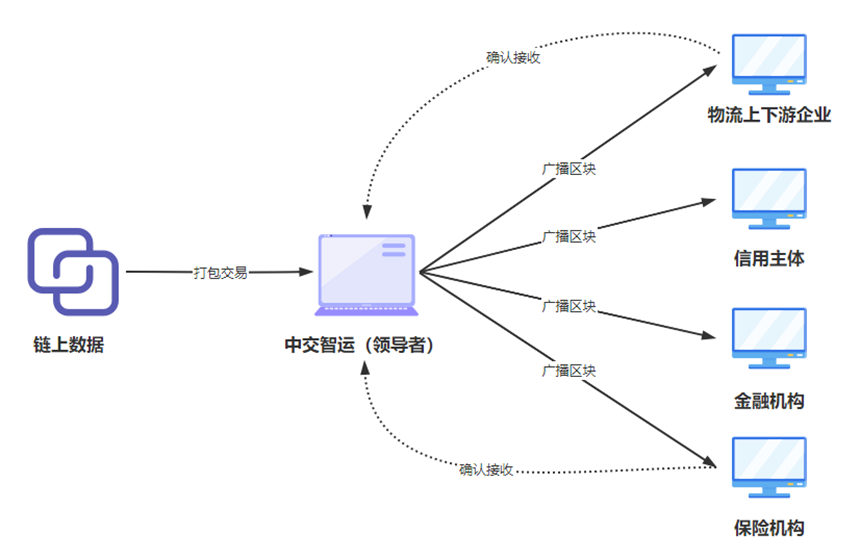 确认接收
物流上下游企业
广播区块
广播区块
信用主体
打包交易
链上数据
中交智运（领导者）
广播区块
广播区块
金融机构
确认接收
保险机构